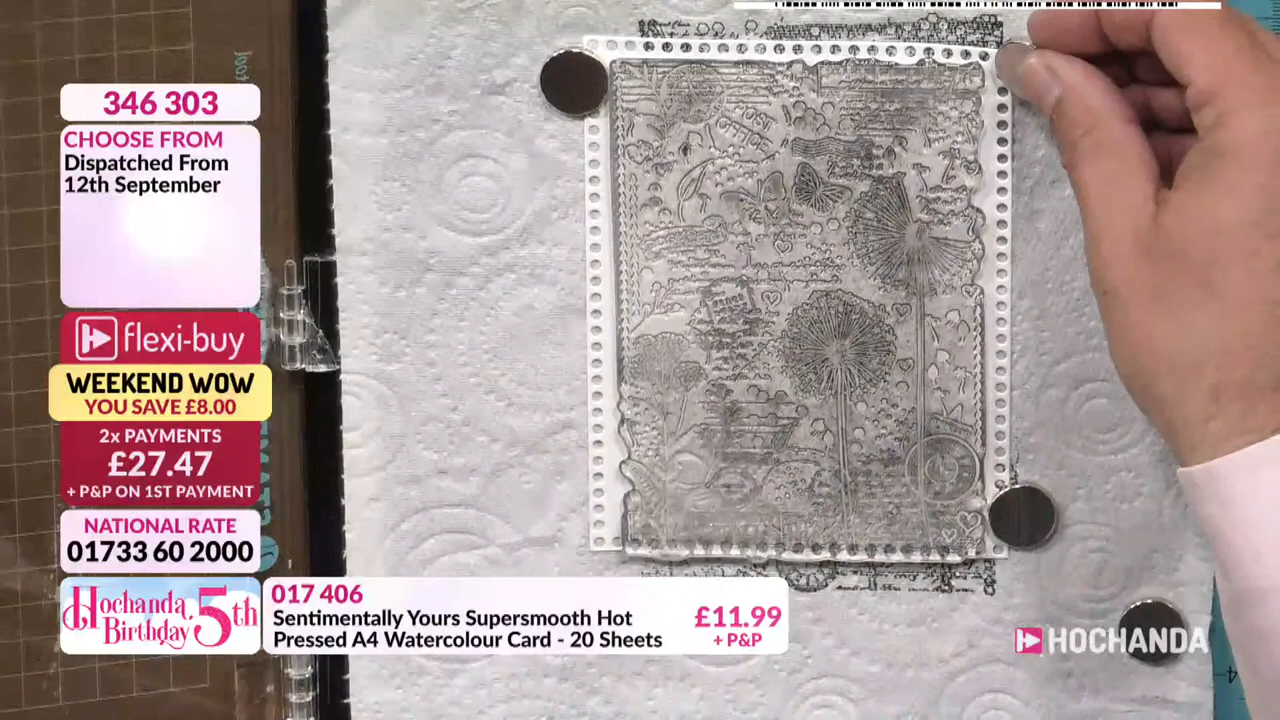 346 303
CHOOSE FROM
Dispatched From
12th September
flexi-buy
WEEKEND WOW
YOU SAVE £8.00
2x PAYMENTS
£27.47
+ P&P ON 1ST PAYMENT
NATIONAL RATE
01733 60 2000
Hochanda
Birthday 5th
017 406
Sentimentally Yours Supersmooth Hot
Pressed A4 Watercolour Card - 20 Sheets
£11.99
+ P&P
POST
OFFICE
HOCHANDA